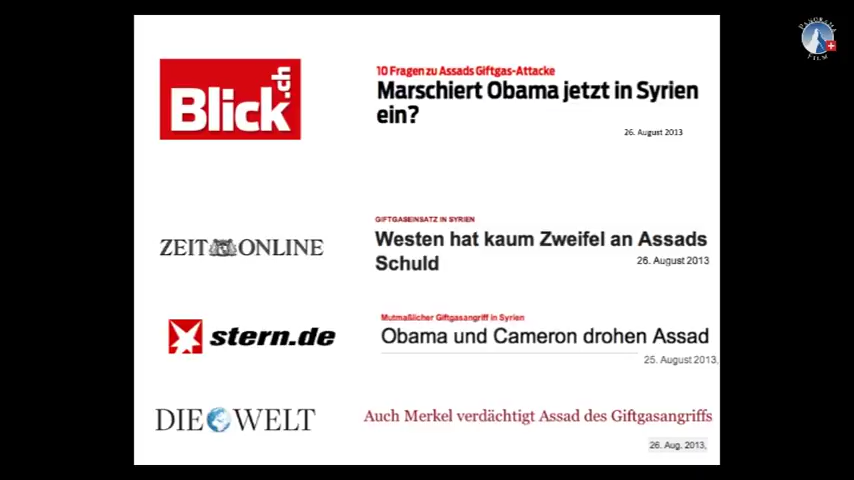 PANORAMA
FILM
Blick.ch
10 Fragen zu Assads Giftgas-Attacke
Marschiert Obama jetzt in Syrien
ein?
26. August 2013
ZEIT ONLINE
GIFTGASEINSATZ IN SYRIEN
Westen hat kaum Zweifel an Assads
Schuld
26. August 2013
stern.de
Mutmaßlicher Giftgasangriff in Syrien
Obama und Cameron drohen Assad
25. August 2013,
DIE WELT
Auch Merkel verdächtigt Assad des Giftgasangriffs
26. Aug. 2013,